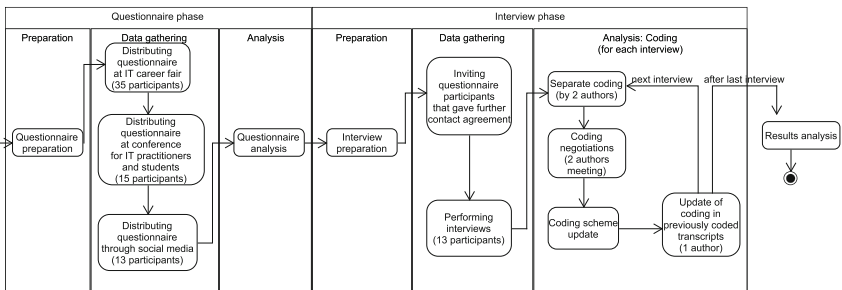 Questionnaire phase
Interview phase
Preparation
Data gathering
Analysis
Preparation
Data gathering
Analysis: Coding
(for each interview)
Questionnaire
preparation
Distributing
questionnaire
at IT career fair
(35 participants)
Distributing
questionnaire
at conference
for IT practitioners
and students
(15 participants)
Distributing
questionnaire
through social media
(13 participants)
Questionnaire
analysis
Interview
preparation
Inviting
questionnaire
participants
that gave further
contact agreement
Performing
interviews
(13 participants)
Separate coding
(by 2 authors)
Coding
negotiations
(2 authors
meeting)
Coding scheme
update
next interview
after last interview
Update of
coding in
previously coded
transcripts
(1 author)
Results analysis